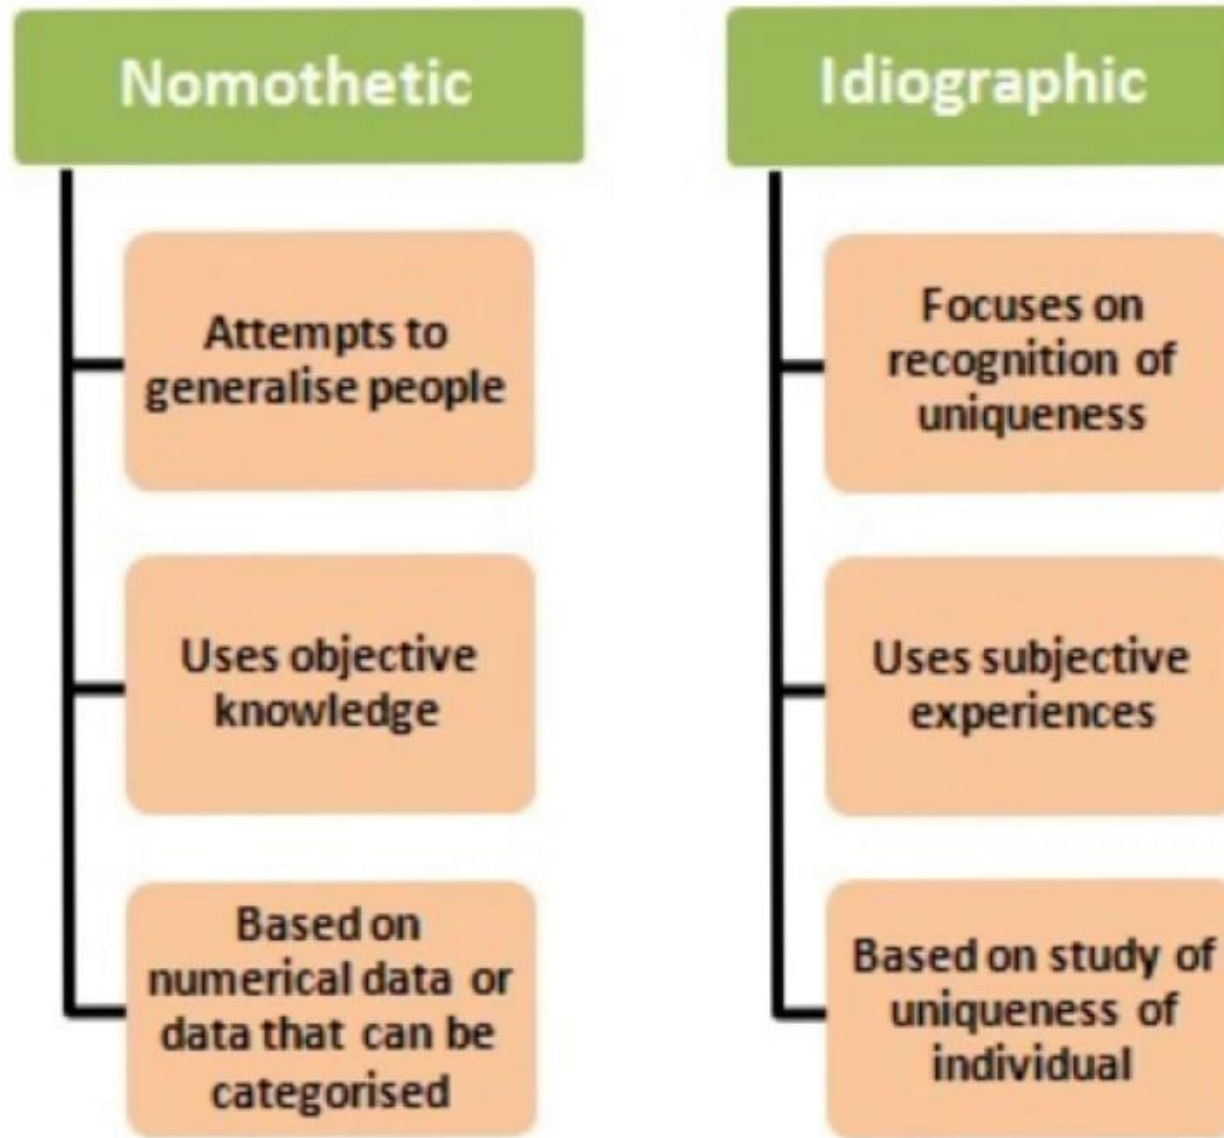 Nomothetic
Attempts to
generalise people
Uses objective
knowledge
Based on
numerical data or
data that can be
categorised
Idiographic
Focuses on
recognition of
uniqueness
Uses subjective
experiences
Based on study of
uniqueness of
individual